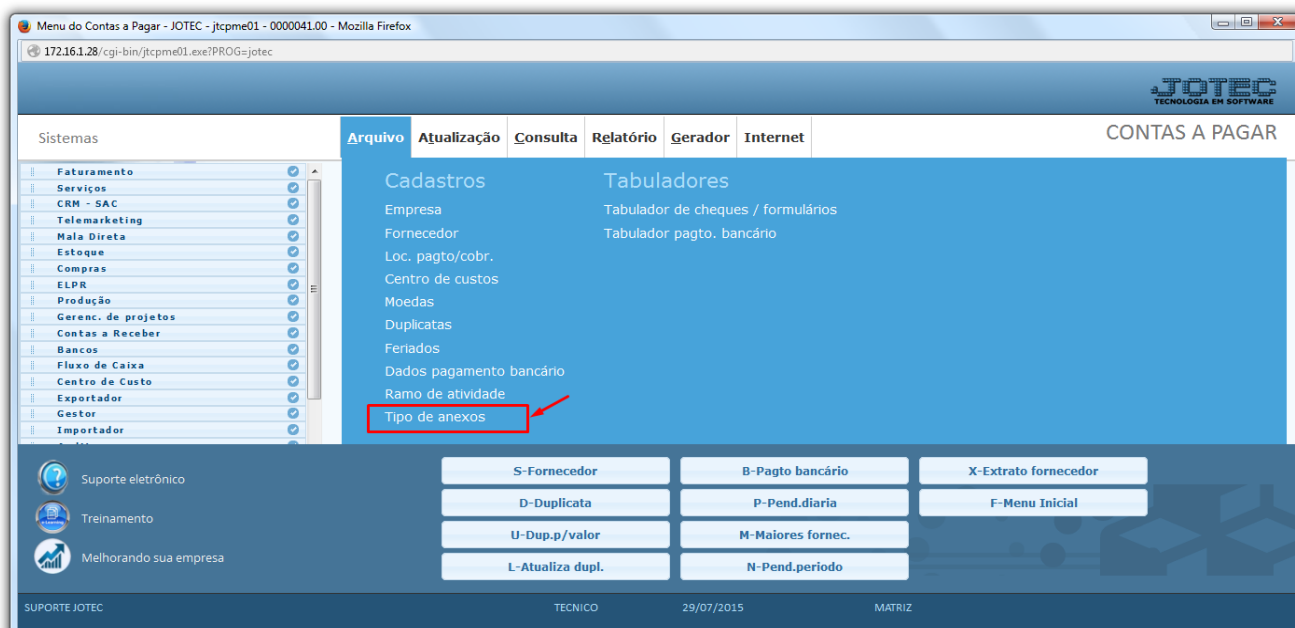 Menu do Contas a Pagar - JOTEC - jtcpme01 - 0000041.00 - Mozilla Firefox
172.16.1.28/cgi-bin/jtcpme01.exe?PROG=jotec
JOTEC
TECNOLOGIA EM SOFTWARE
Sistemas
Arquivo Atualização Consulta Relatório Gerador Internet
CONTAS A PAGAR
Faturamento
Serviços
CRM - SAC
Telemarketing
Mala Direta
Estoque
Compras
ELPR
Produção
Gerenc. de projetos
Contas a Receber
Bancos
Fluxo de Caixa
Centro de Custo
Exportador
Gestor
Importador
Cadastros
Empresa
Fornecedor
Loc. pagto/cobr.
Centro de custos
Moedas
Duplicatas
Feriados
Dados pagamento bancário
Ramo de atividade
Tipo de anexos
Tabuladores
Tabulador de cheques / formulários
Tabulador pagto. bancário
Suporte eletrônico
Treinamento
Melhorando sua empresa
S-Fornecedor B-Pagto bancário X-Extrato fornecedor
D-Duplicata P-Pend.diaria F-Menu Inicial
U-Dup.p/valor M-Maiores fornec.
L-Atualiza dupl. N-Pend.periodo
SUPORTE JOTEC TECNICO 29/07/2015 MATRIZ